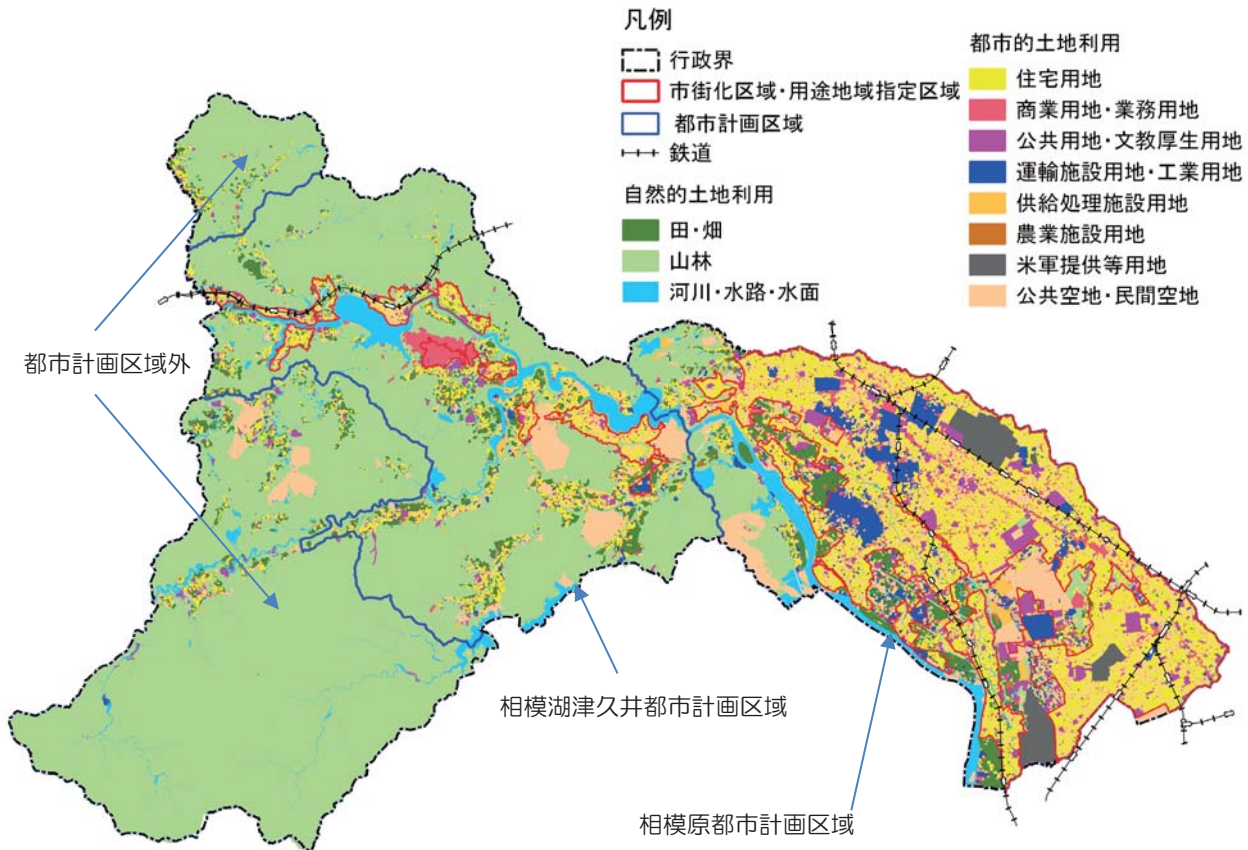 凡例
行政界
市街化区域・用途地域指定区域
都市計画区域
鉄道
自然的土地利用
田・畑
山林
河川・水路・水面
都市的土地利用
住宅用地
商業用地・業務用地
公共用地・文教厚生用地
運輸施設用地・工業用地
供給処理施設用地
農業施設用地
米軍提供等用地
公共空地・民間空地
都市計画区域外
相模湖津久井都市計画区域
相模原都市計画区域